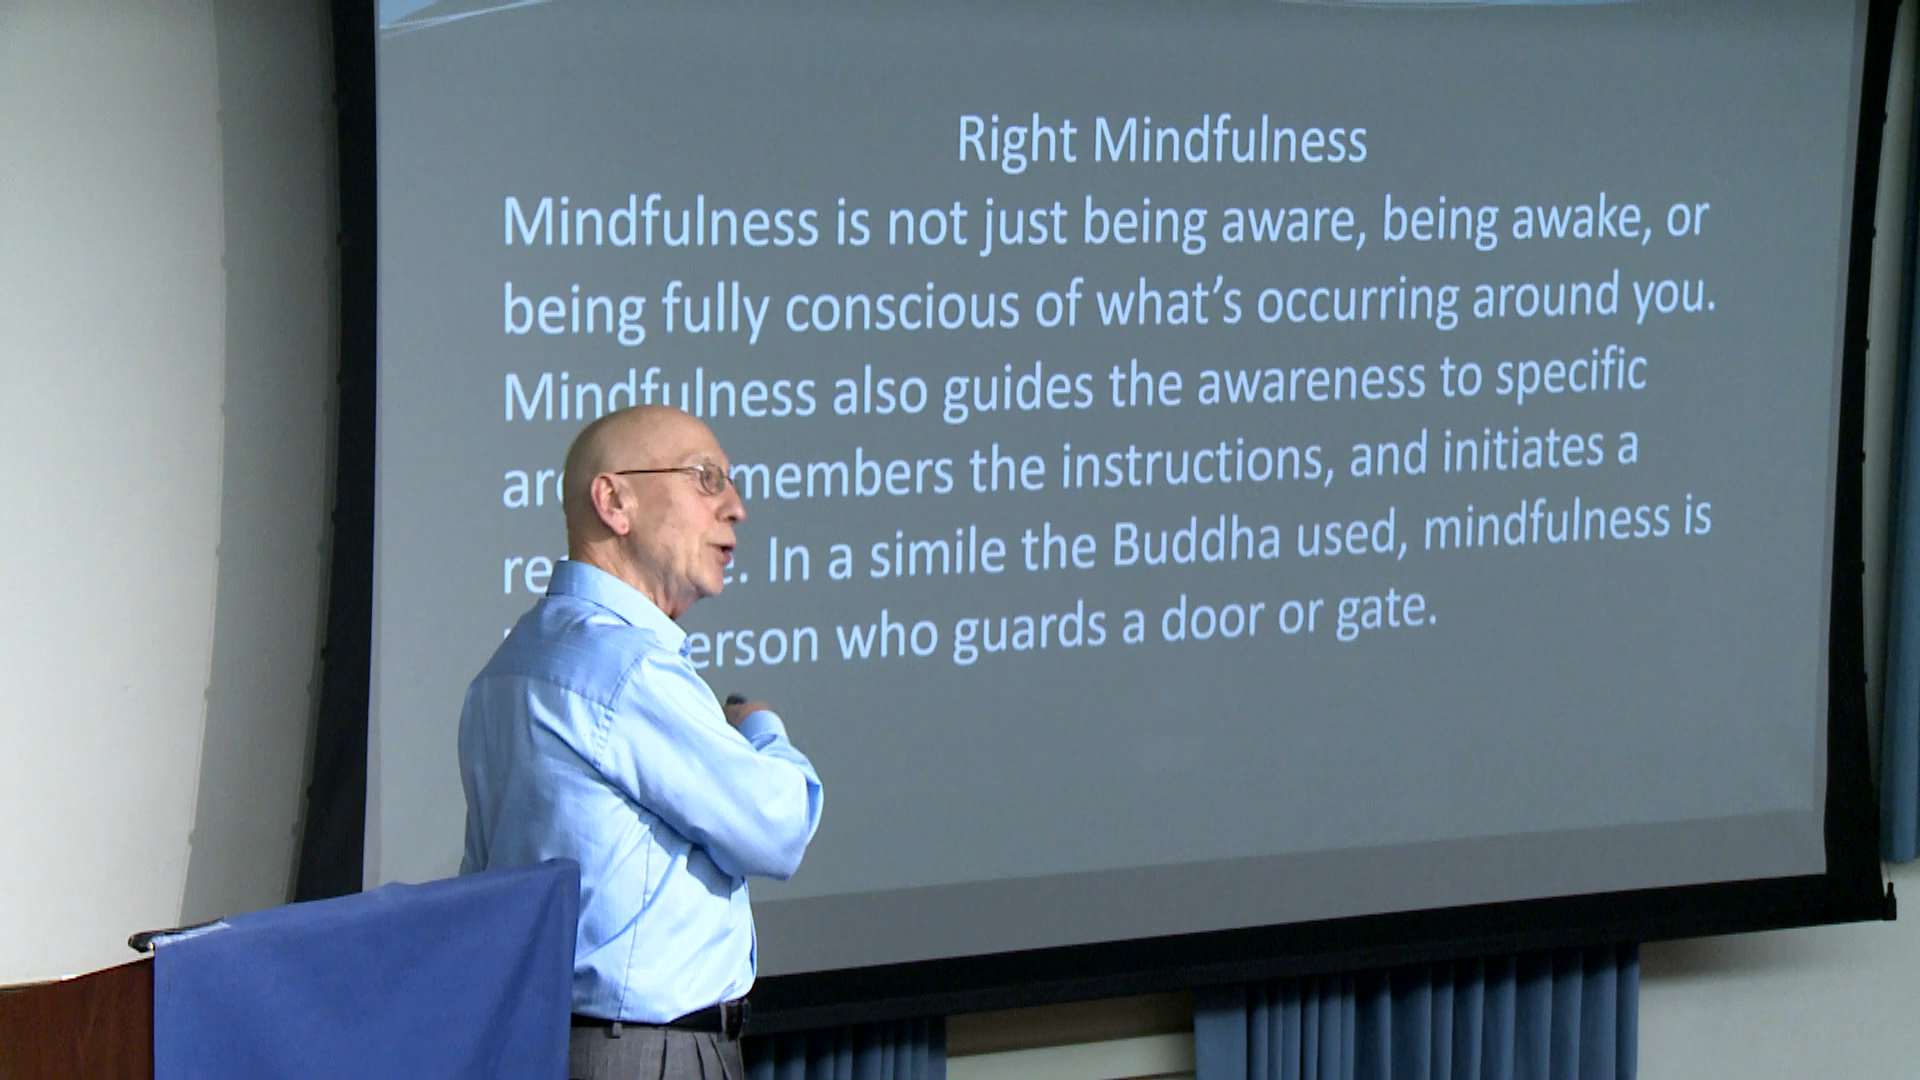 Right Mindfulness
Mindfulness is not just being aware, being awake, or
being fully conscious of what's occurring around you.
Mindfulness also guides the awareness to specific
the instructions, and initiates a
In a simile the Buddha used, mindfulness is
who guards a door or gate.